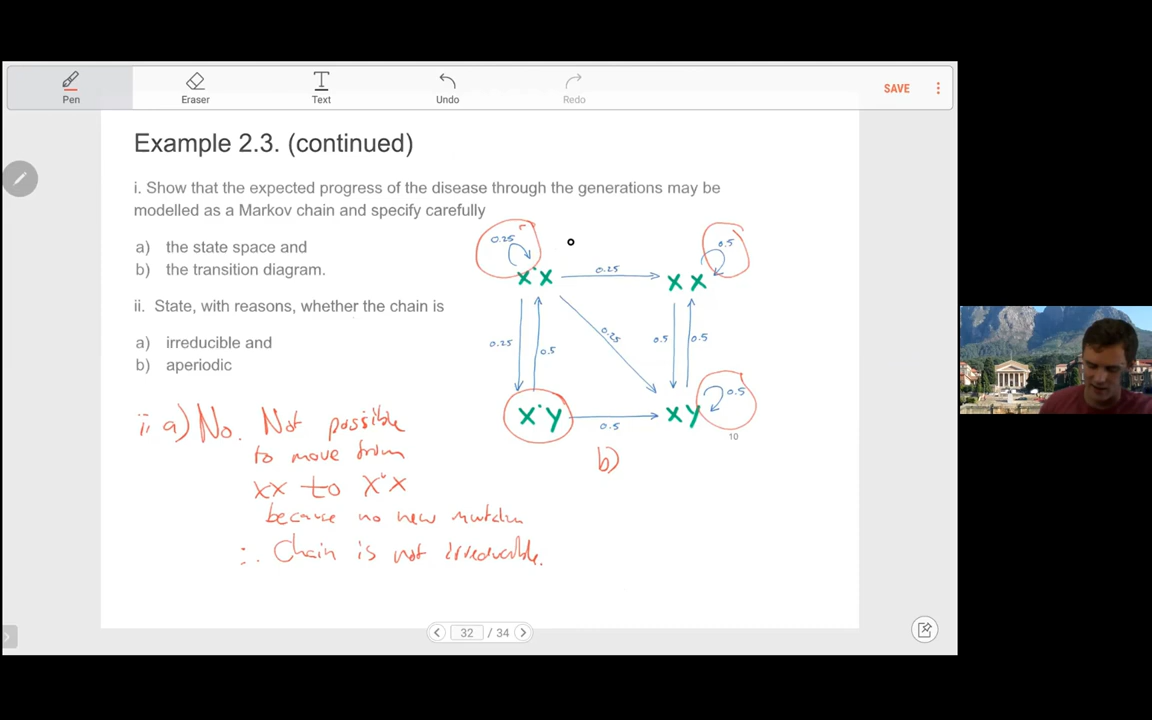 Pen
Eraser
Text
Undo
Redo
SAVE
Example 2.3. (continued)
i. Show that the expected progress of the disease through the generations may be
modelled as a Markov chain and specify carefully
a) the state space and
b) the transition diagram.
ii. State, with reasons, whether the chain is
a) irreducible and
b) aperiodic
0.25
0.5
X*X
0.25
XX
0.25
0.5
0.25
0.5
0.5
X*Y
0.5
XY
0.5
10
b)
ii a) No. Not possible
to move from
XX to X*X
because no new mutation
∴ Chain is not irreducible.
32 / 34